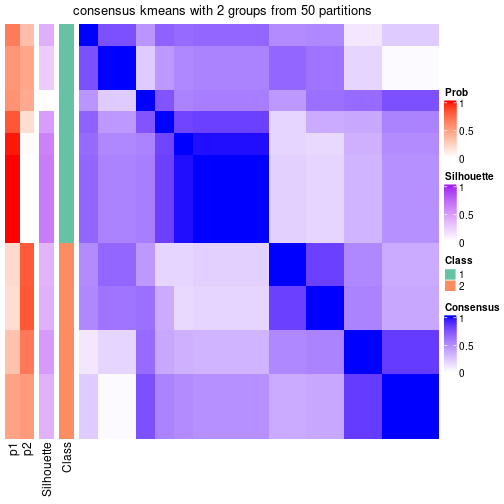 consensus kmeans with 2 groups from 50 partitions
Prob
1
0.5
0
Silhouette
1
0.5
0
Class
1
2
Consensus
1
0.5
0
p1
p2
Silhouette
Class